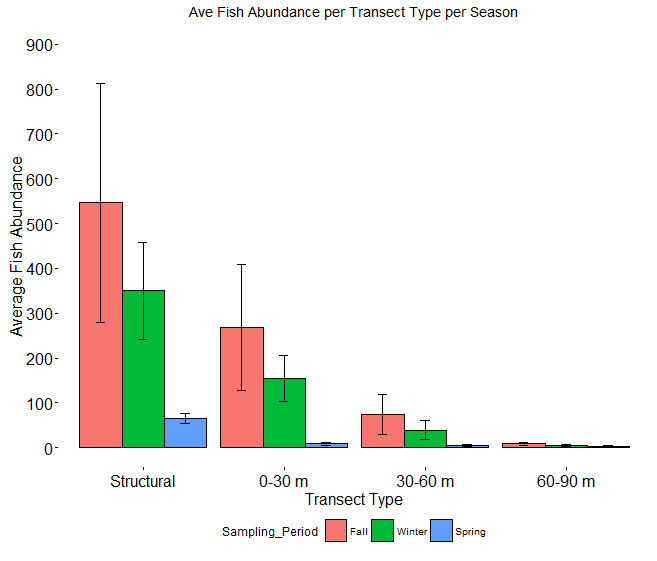 Ave Fish Abundance per Transect Type per Season
900
800
700
600
500
400
300
200
100
0
Average Fish Abundance
Structural 0-30 m 30-60 m 60-90 m
Transect Type
Sampling_Period Fall Winter Spring